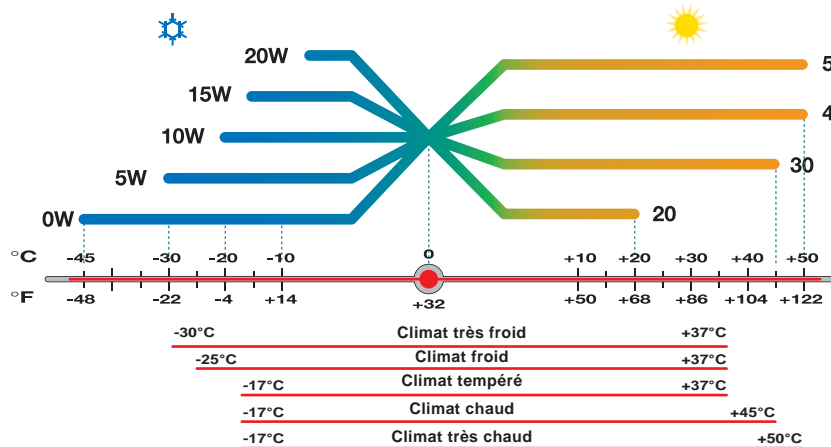 20W
15W
10W
5W
0W
5
4
30
20
°C -45 -30 -20 -10 0 +10 +20 +30 +40 +50
°F -48 -22 -4 +14 +32 +50 +68 +86 +104 +122
-30°C Climat très froid +37°C
-25°C Climat froid +37°C
-17°C Climat tempéré +37°C
-17°C Climat chaud +45°C
-17°C Climat très chaud +50°C